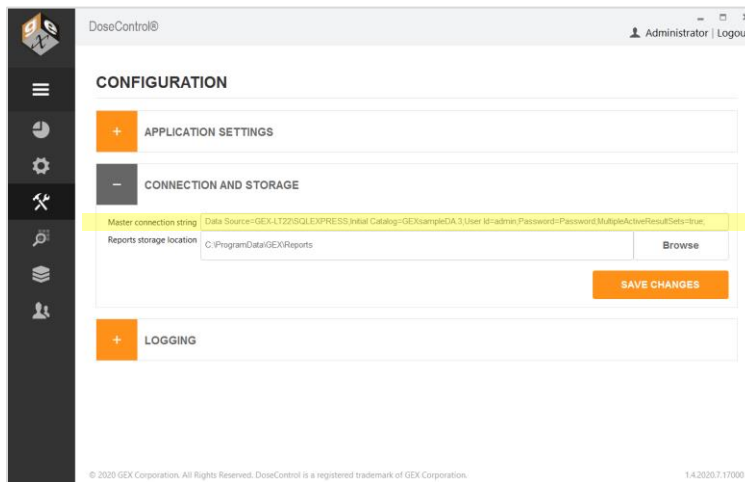 gex
DoseControl®
Administrator | Logou
CONFIGURATION
+ APPLICATION SETTINGS
− CONNECTION AND STORAGE
Master connection string Data Source=GEX-LT22\SQLEXPRESS;Initial Catalog=GEXsampleDA.3;User Id=admin;Password=Password;MultipleActiveResultSets=true;
Reports storage location C:\ProgramData\GEX\Reports Browse
SAVE CHANGES
+ LOGGING
© 2020 GEX Corporation. All Rights Reserved. DoseControl is a registered trademark of GEX Corporation. 1.4.2020.7.17000